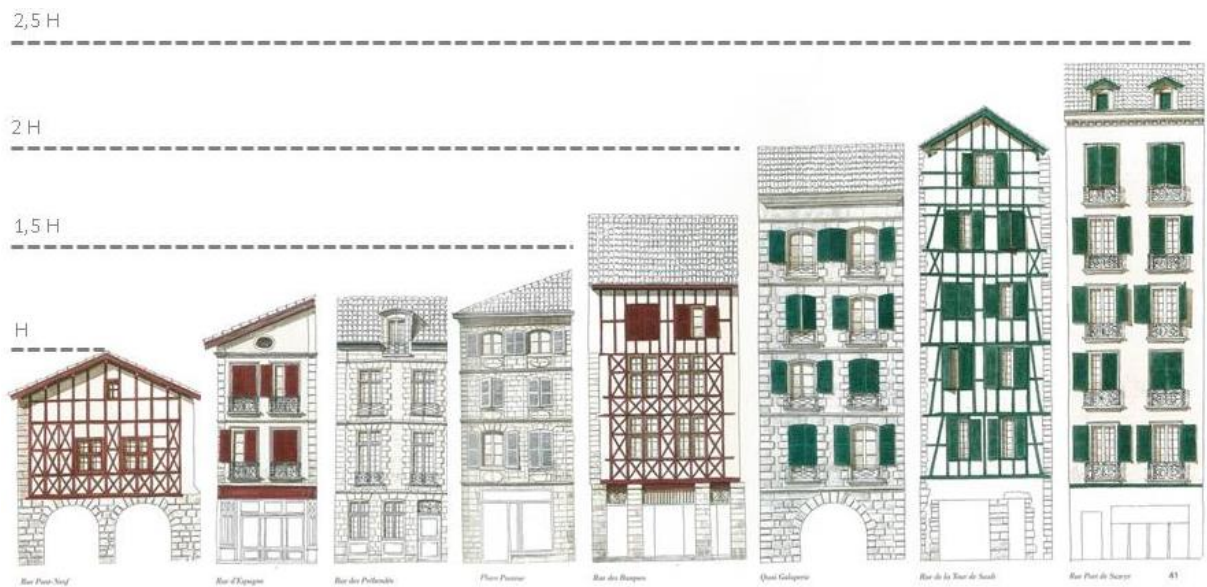 2,5 H
2 H
1,5 H
H
Rue Pont-Neuf
Rue d'Espagne
Rue des Prébendés
Place Pasteur
Rue des Basques
Quai Galuperie
Rue de la Tour de Sault
Rue Port de Suzeye
41